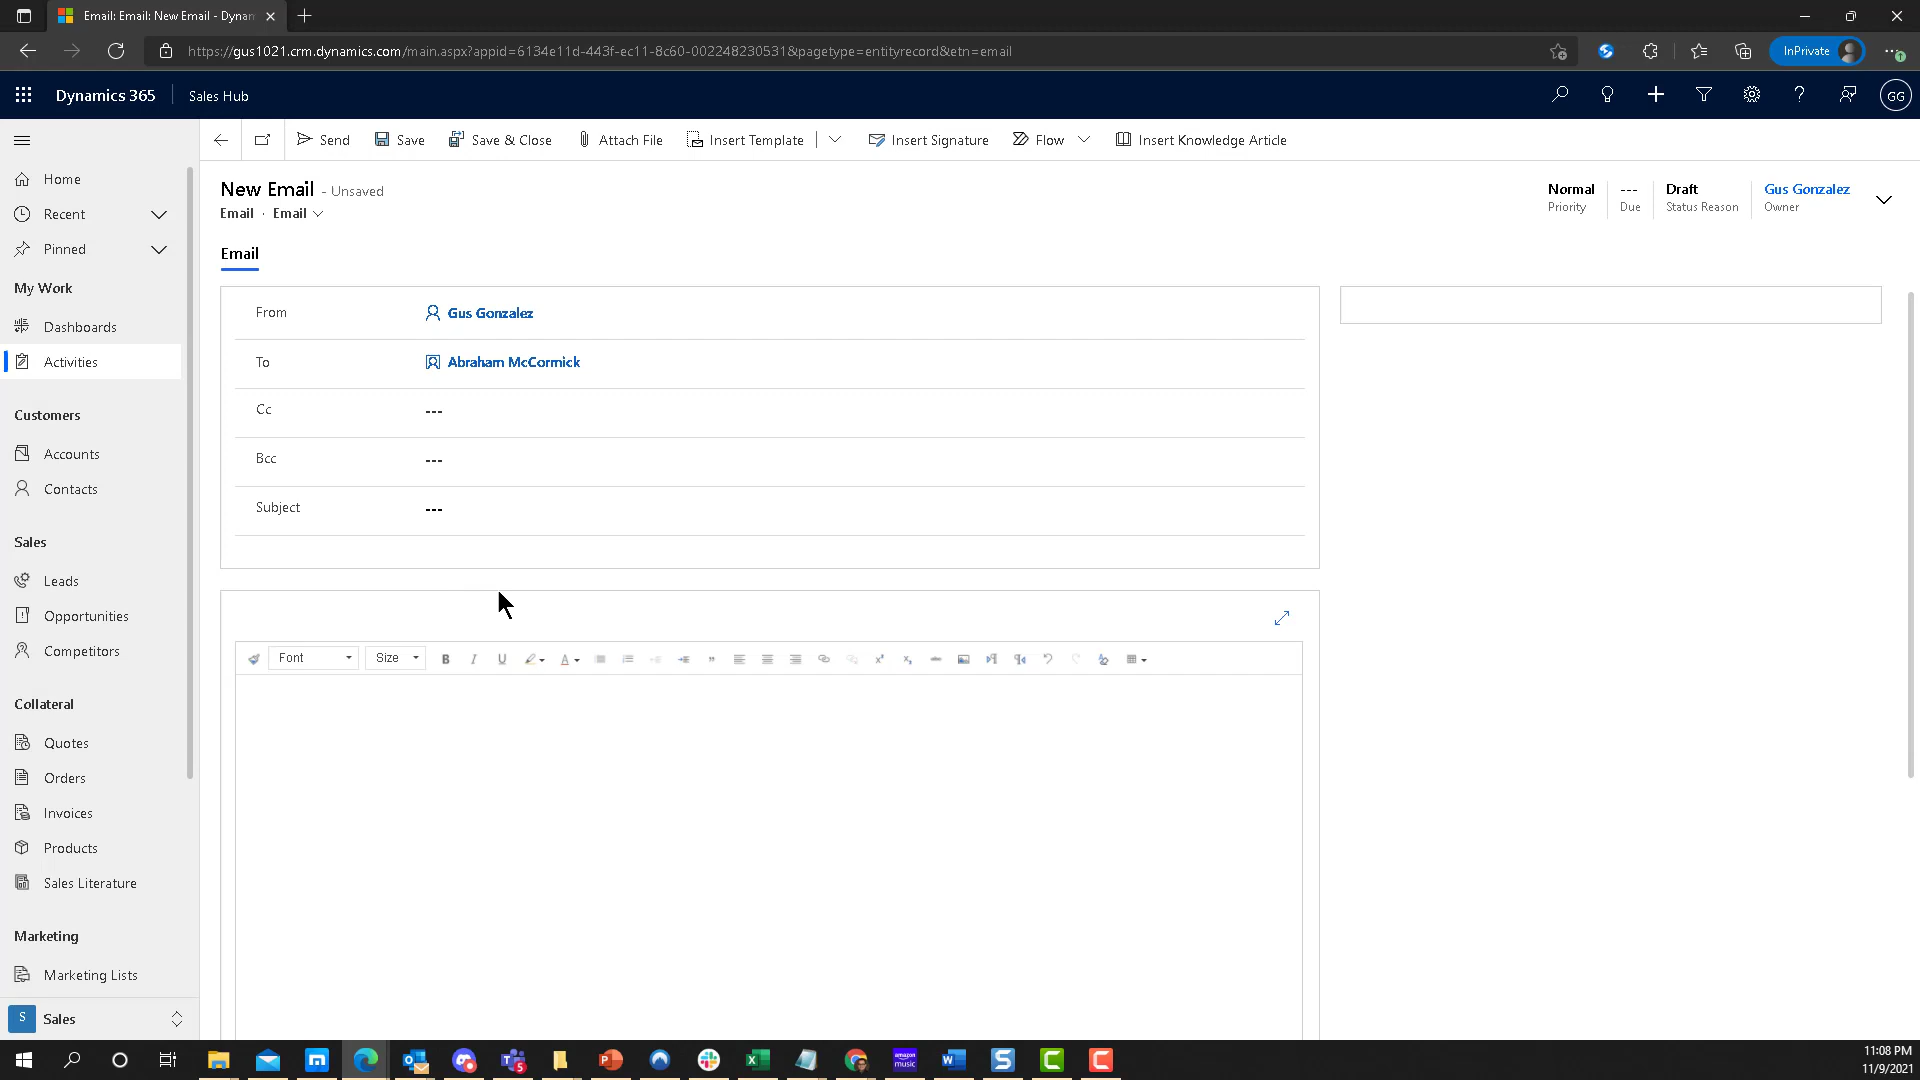 Email: Email: New Email - Dynam
https://gus1021.crm.dynamics.com/main.aspx?appid=6134e11d-443f-ec11-8c60-002248230531&pagetype=entityrecord&etn=email
InPrivate
Dynamics 365
Sales Hub
GG
Send
Save
Save & Close
Attach File
Insert Template
Insert Signature
Flow
Insert Knowledge Article
Home
Recent
Pinned
My Work
Dashboards
Activities
Customers
Accounts
Contacts
Sales
Leads
Opportunities
Competitors
Collateral
Quotes
Orders
Invoices
Products
Sales Literature
Marketing
Marketing Lists
S Sales
New Email - Unsaved
Email · Email
Normal
Priority
---
Due
Draft
Status Reason
Gus Gonzalez
Owner
Email
From Gus Gonzalez
To Abraham McCormick
Cc ---
Bcc ---
Subject ---
Font Size B I U A
11:08 PM
11/9/2021